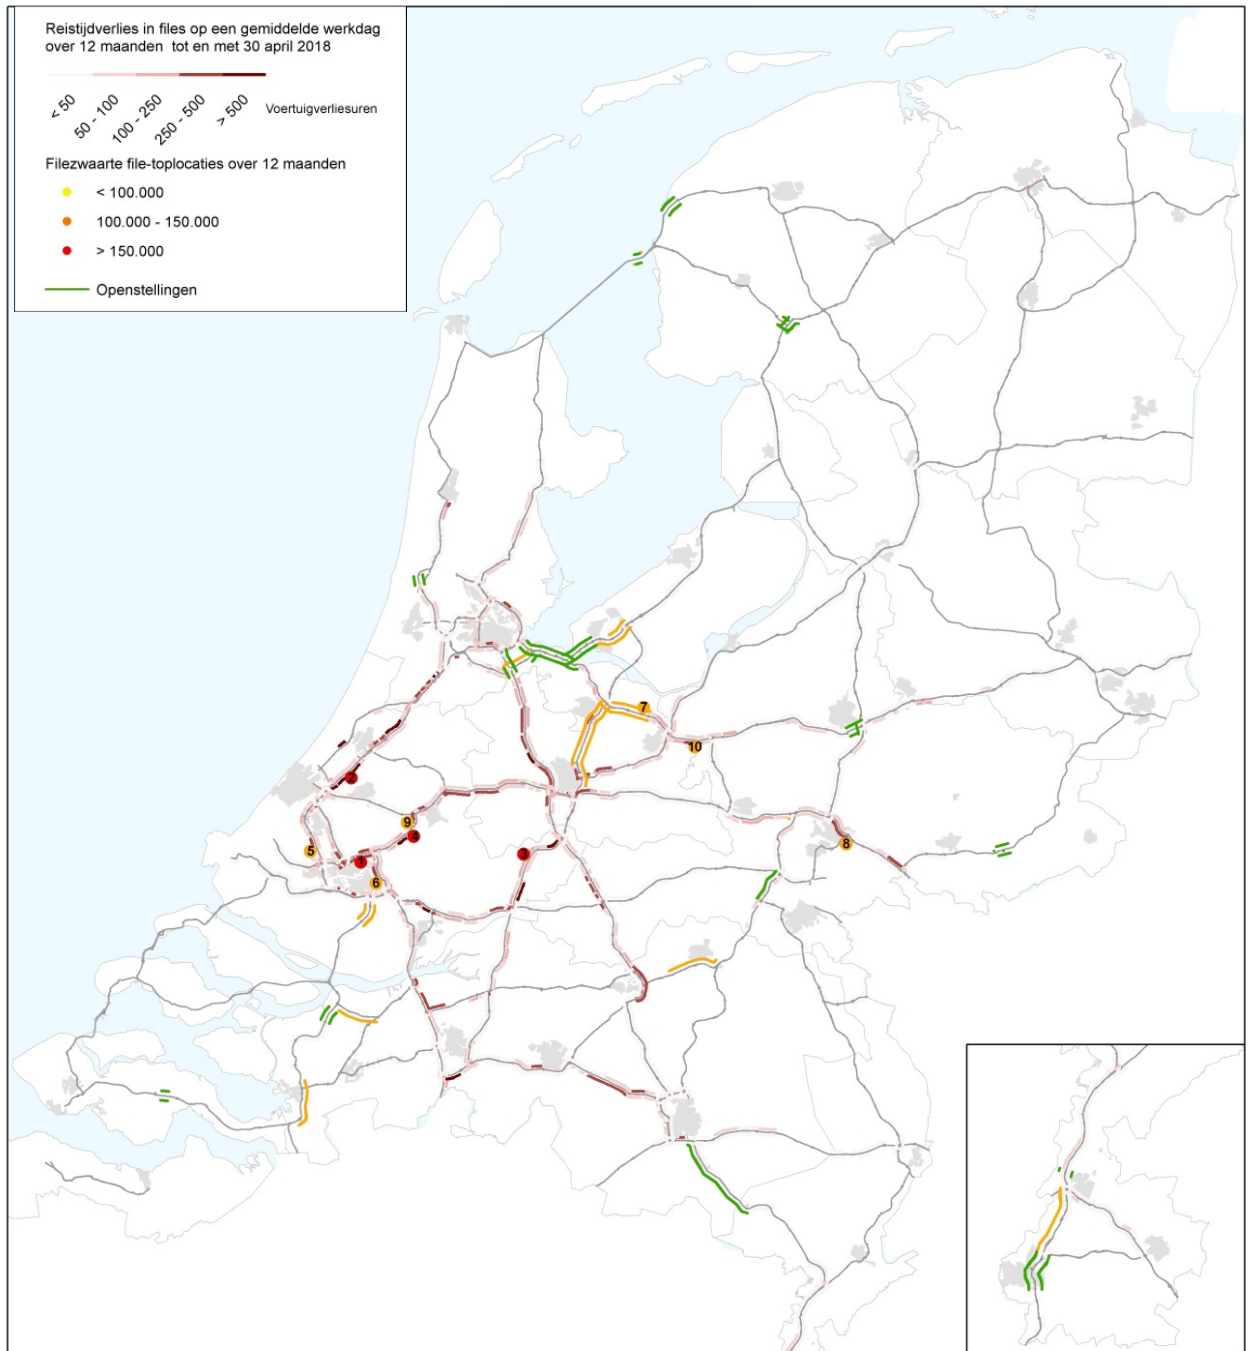 Reistijdverlies in files op een gemiddelde werkdag
over 12 maanden tot en met 30 april 2018
< 50
50 - 100
100 - 250
250 - 500
> 500
Voertuigverliesuren
Filezwaarte file-toplocaties over 12 maanden
< 100.000
100.000 - 150.000
> 150.000
Openstellingen
7
10
2
9
4
8
5
1
3
6